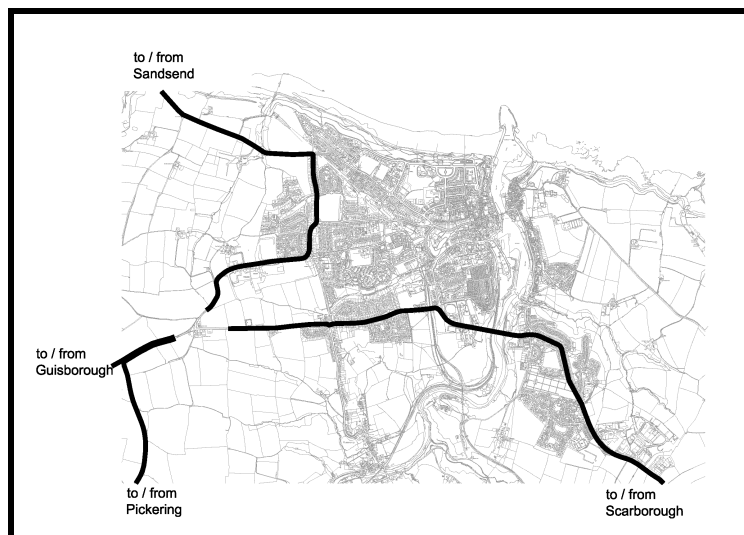 to / from
Sandsend
to / from
Guisborough
to / from
Pickering
to / from
Scarborough